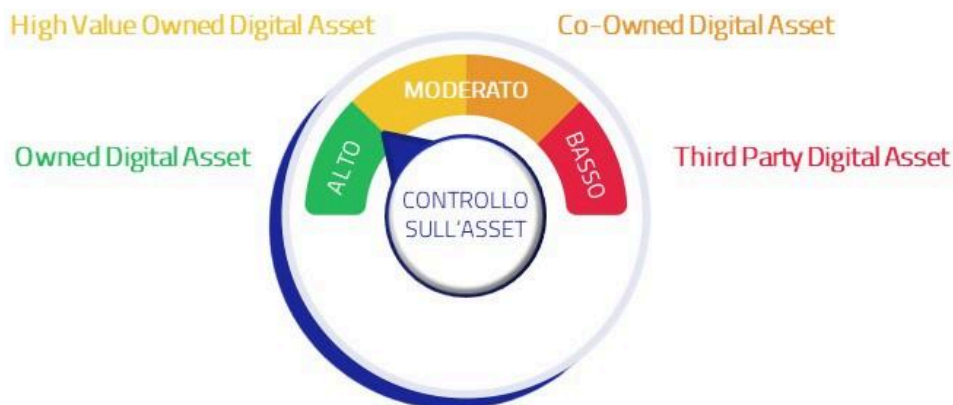 High Value Owned Digital Asset
Co-Owned Digital Asset
MODERATO
Owned Digital Asset
ALTO
BASSO
Third Party Digital Asset
CONTROLLO
SULL'ASSET